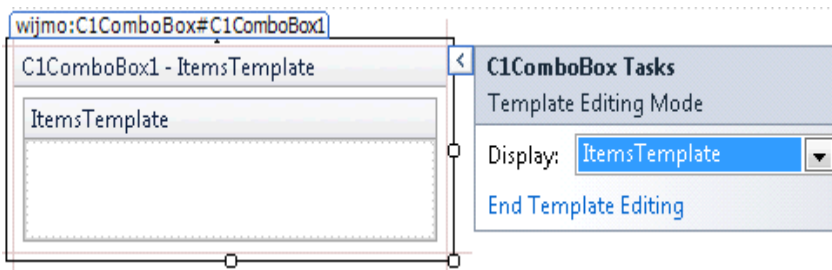 wijmo:C1ComboBox#C1ComboBox1
C1ComboBox1 - ItemsTemplate
ItemsTemplate
C1ComboBox Tasks
Template Editing Mode
Display: ItemsTemplate
End Template Editing